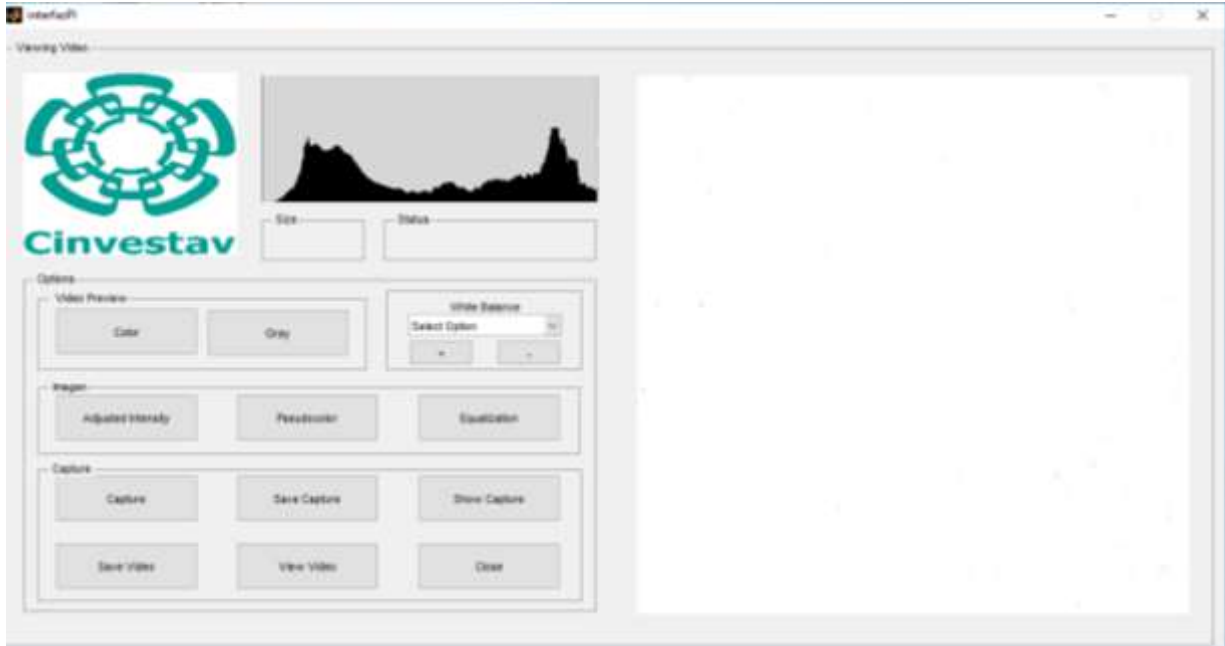 interfazPI
Viewing Video
Cinvestav
Size
Status
Options
Video Preview
Color
Gray
White Balance
Select Option
+
-
Images
Adjusted Intensity
Pseudocolor
Equalization
Capture
Capture
Save Capture
Show Capture
Save Video
View Video
Close